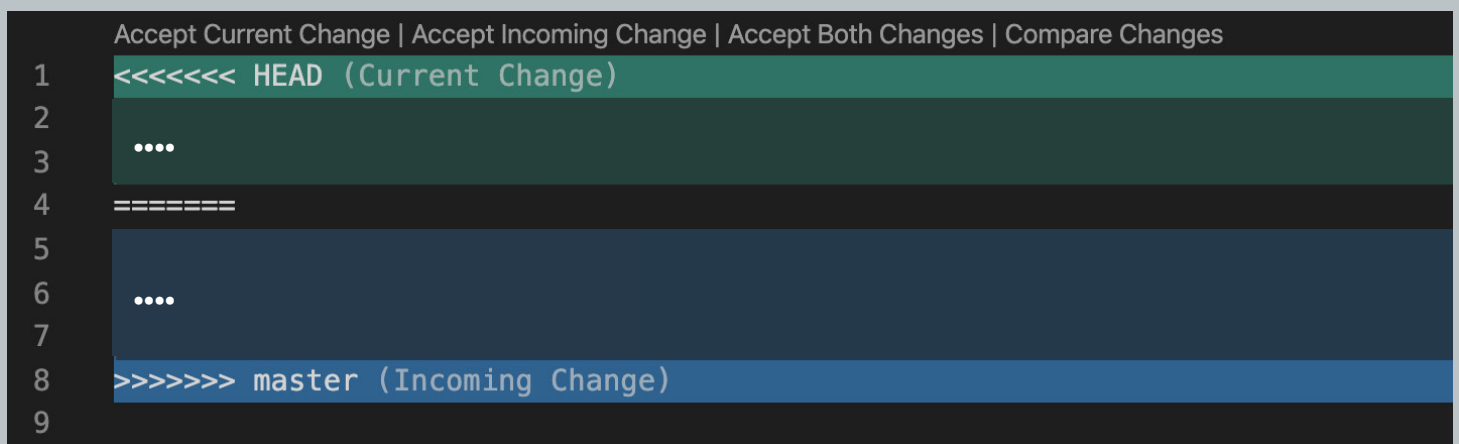 Accept Current Change | Accept Incoming Change | Accept Both Changes | Compare Changes
1 <<<<<<< HEAD (Current Change)
2
3 ....
4 =======
5
6 ....
7
8 >>>>>>> master (Incoming Change)
9